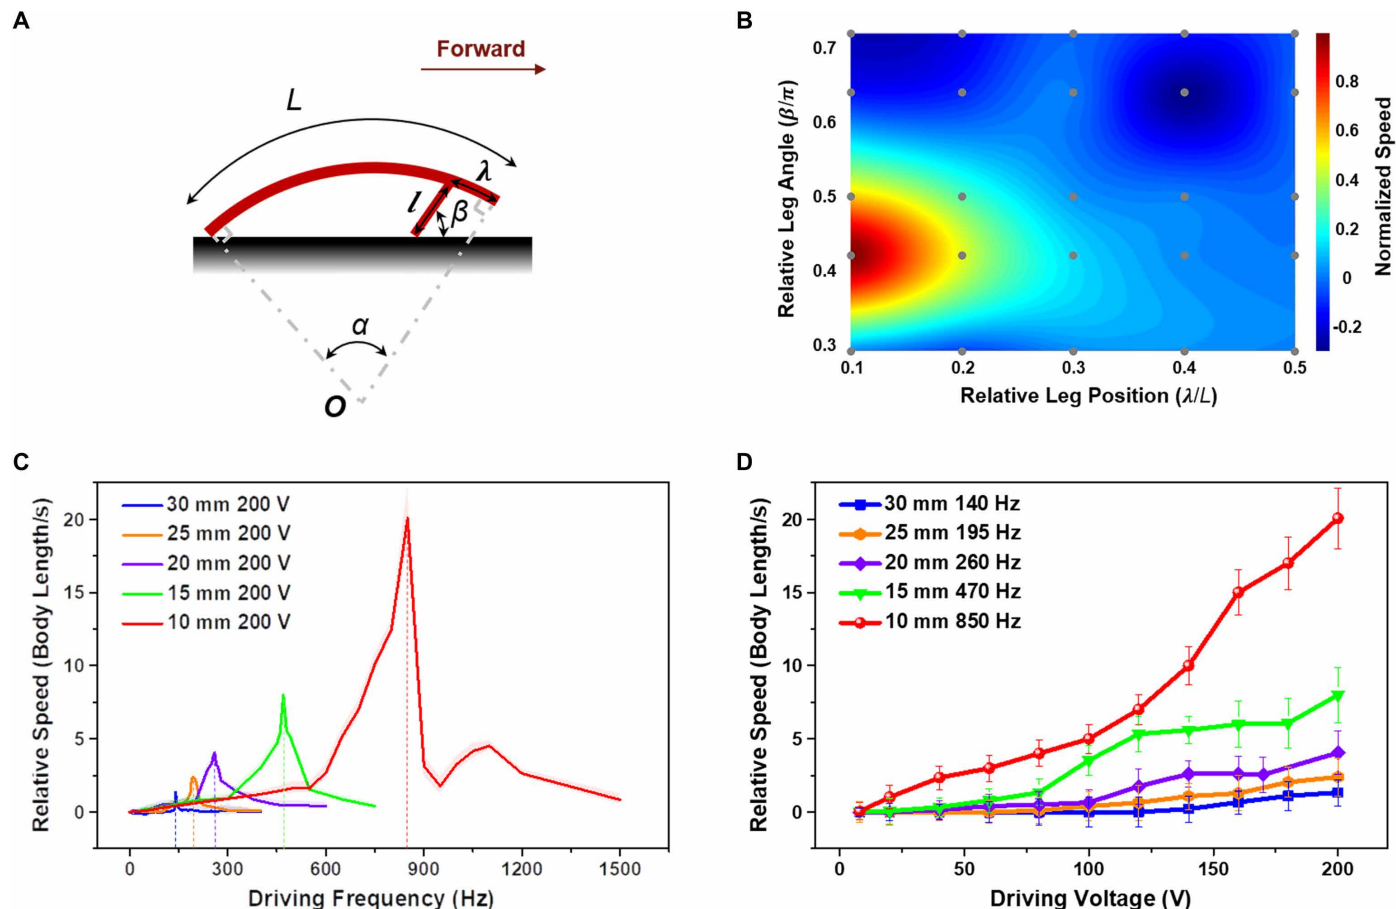 A
Forward
L
λ
l
β
α
O
B
Relative Leg Angle (β/π)
0.7
0.6
0.5
0.4
0.3
0.1
0.2
0.3
0.4
0.5
Relative Leg Position (λ/L)
0.8
0.6
0.4
0.2
0
-0.2
Normalized Speed
C
Relative Speed (Body Length/s)
20
15
10
5
0
30 mm 200 V
25 mm 200 V
20 mm 200 V
15 mm 200 V
10 mm 200 V
0
300
600
900
1200
1500
Driving Frequency (Hz)
D
Relative Speed (Body Length/s)
20
15
10
5
0
30 mm 140 Hz
25 mm 195 Hz
20 mm 260 Hz
15 mm 470 Hz
10 mm 850 Hz
0
50
100
150
200
Driving Voltage (V)